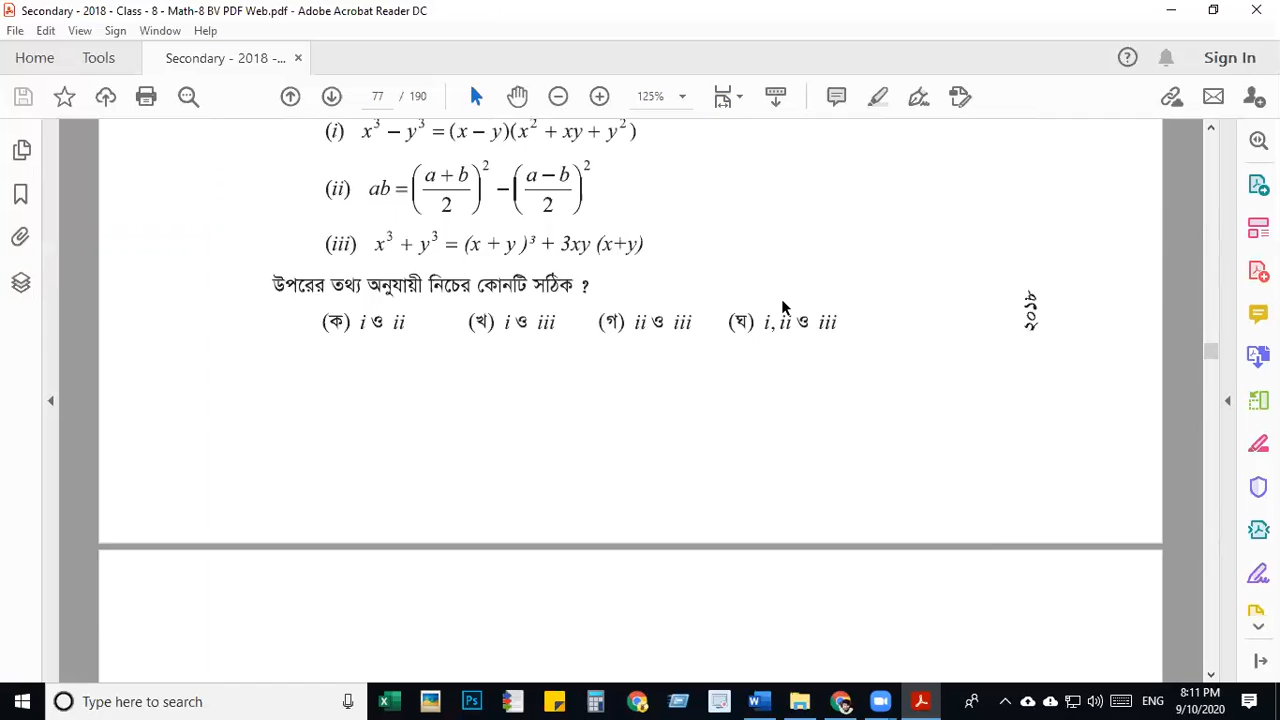 Secondary - 2018 - Class - 8 - Math-8 BV PDF Web.pdf - Adobe Acrobat Reader DC
File Edit View Sign Window Help
Home Tools Secondary - 2018 -... × Sign In
77 / 190 125%
(i) x³ − y³ = (x − y)(x² + xy + y²)
(ii) ab = ((a + b)/2)² − ((a − b)/2)²
(iii) x³ + y³ = (x + y )³ + 3xy (x+y)
উপরের তথ্য অনুযায়ী নিচের কোনটি সঠিক ?
(ক) i ও ii (খ) i ও iii (গ) ii ও iii (ঘ) i, ii ও iii
২০১৮
Type here to search
ENG
8:11 PM
9/10/2020